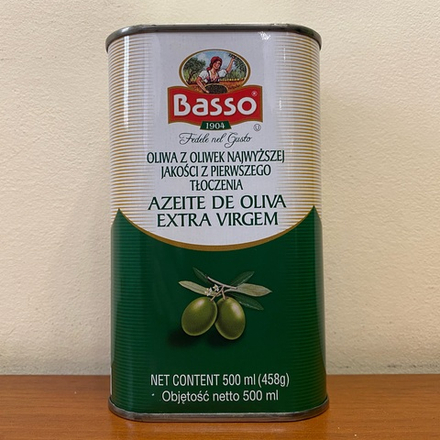 Basso
1904
Fedele nel Gusto
OLIWA Z OLIWEK NAJWYŻSZEJ
JAKOŚCI Z PIERWSZEGO
TŁOCZENIA
AZEITE DE OLIVA
EXTRA VIRGEM
NET CONTENT 500 ml (458g)
Objętość netto 500 ml